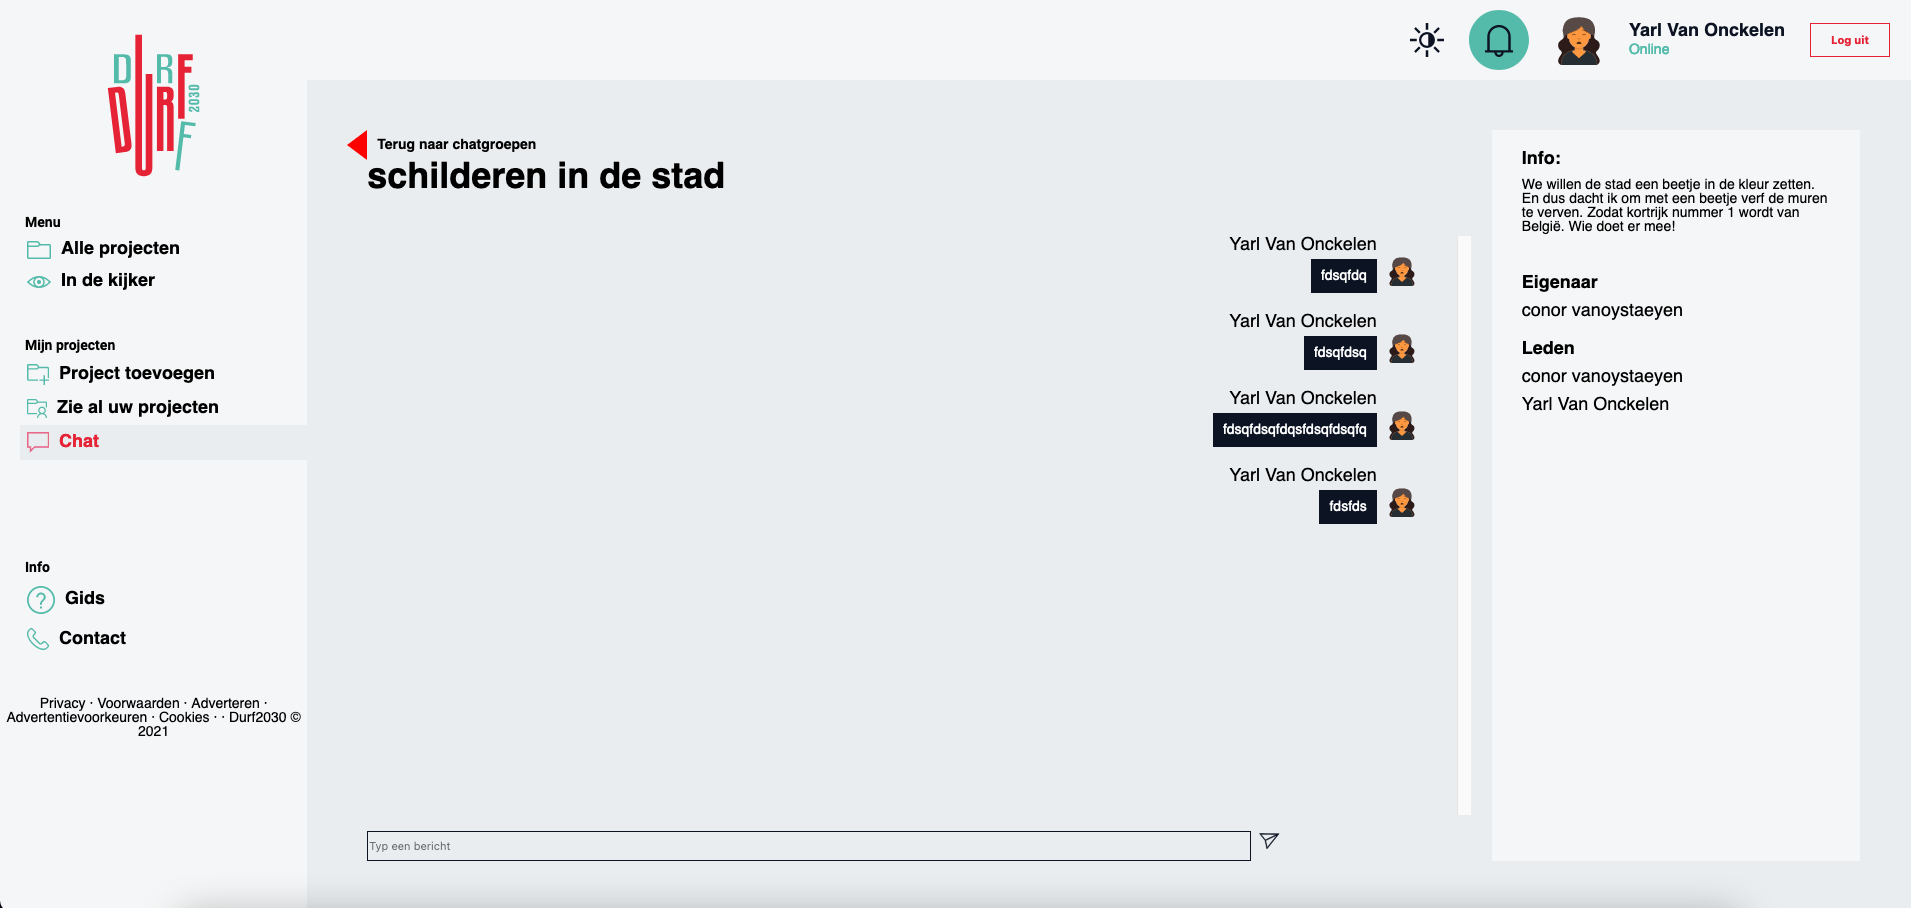 DURF
DURF
2030
F
Menu
Alle projecten
In de kijker
Mijn projecten
Project toevoegen
Zie al uw projecten
Chat
Info
Gids
Contact
Privacy · Voorwaarden · Adverteren ·
Advertentievoorkeuren · Cookies · · Durf2030 ©
2021
Yarl Van Onckelen
Online
Log uit
Terug naar chatgroepen
schilderen in de stad
Yarl Van Onckelen
fdsqfdq
Yarl Van Onckelen
fdsqfdsq
Yarl Van Onckelen
fdsqfdsqfdqsfdsqfdsqfq
Yarl Van Onckelen
fdsfds
Typ een bericht
Info:
We willen de stad een beetje in de kleur zetten.
En dus dacht ik om met een beetje verf de muren
te verven. Zodat kortrijk nummer 1 wordt van
België. Wie doet er mee!
Eigenaar
conor vanoystaeyen
Leden
conor vanoystaeyen
Yarl Van Onckelen